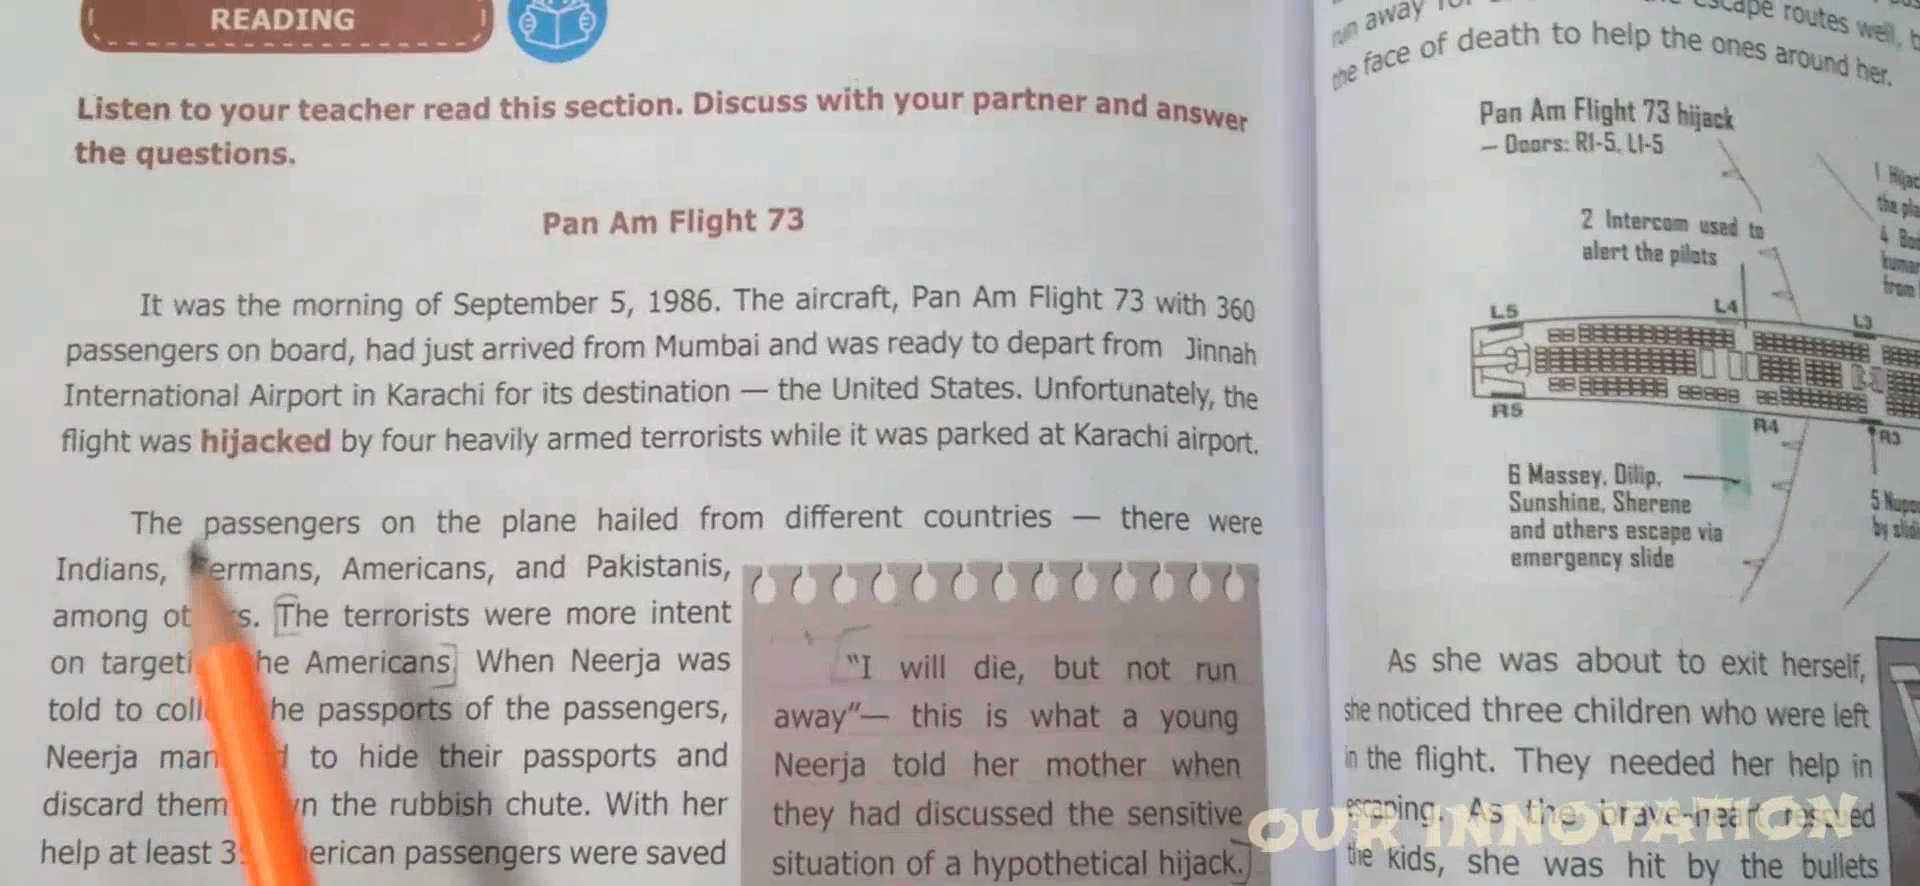 READING
Listen to your teacher read this section. Discuss with your partner and answer
the questions.
Pan Am Flight 73
It was the morning of September 5, 1986. The aircraft, Pan Am Flight 73 with 360
passengers on board, had just arrived from Mumbai and was ready to depart from Jinnah
International Airport in Karachi for its destination — the United States. Unfortunately, the
flight was hijacked by four heavily armed terrorists while it was parked at Karachi airport.
The passengers on the plane hailed from different countries — there were
Indians, ermans, Americans, and Pakistanis,
among ot s. The terrorists were more intent
on targeti he Americans. When Neerja was
told to coll he passports of the passengers,
Neerja man d to hide their passports and
discard them n the rubbish chute. With her
help at least 3 erican passengers were saved
"I will die, but not run
away"— this is what a young
Neerja told her mother when
they had discussed the sensitive
situation of a hypothetical hijack.
run away escape routes well, b
the face of death to help the ones around her.
Pan Am Flight 73 hijack
– Doors: R1-5, L1-5
1 Hijac
the pla
2 Intercom used to
alert the pilots
4
from
L5
L4
L3
R5
R4
R3
6 Massey, Dilip,
Sunshine, Sherene
and others escape via
emergency slide
5 Nupo
by slid
As she was about to exit herself,
she noticed three children who were left
in the flight. They needed her help in
escaping. As the brave-heart rescued
the kids, she was hit by the bullets
OUR INNOVATION